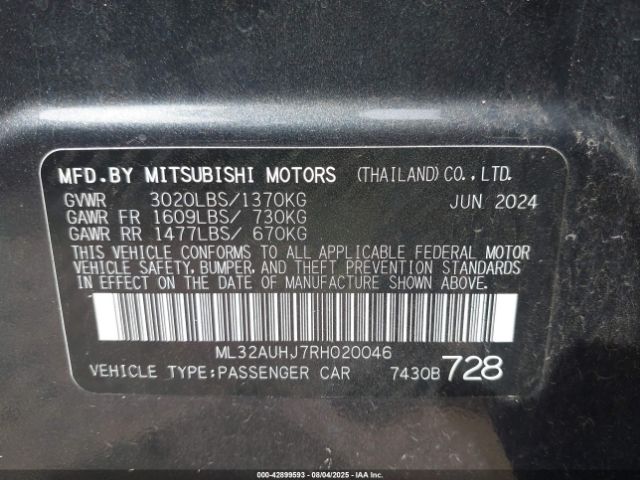 MFD.BY MITSUBISHI MOTORS (THAILAND) CO.,LTD.
GVWR 3020LBS/1370KG JUN 2024
GAWR FR 1609LBS/ 730KG
GAWR RR 1477LBS/ 670KG
THIS VEHICLE CONFORMS TO ALL APPLICABLE FEDERAL MOTOR
VEHICLE SAFETY, BUMPER, AND THEFT PREVENTION STANDARDS
IN EFFECT ON THE DATE OF MANUFACTURE SHOWN ABOVE.
ML32AUHJ7RH020046
VEHICLE TYPE:PASSENGER CAR 7430B 728
000-42899593 - 08/04/2025 - IAA Inc.